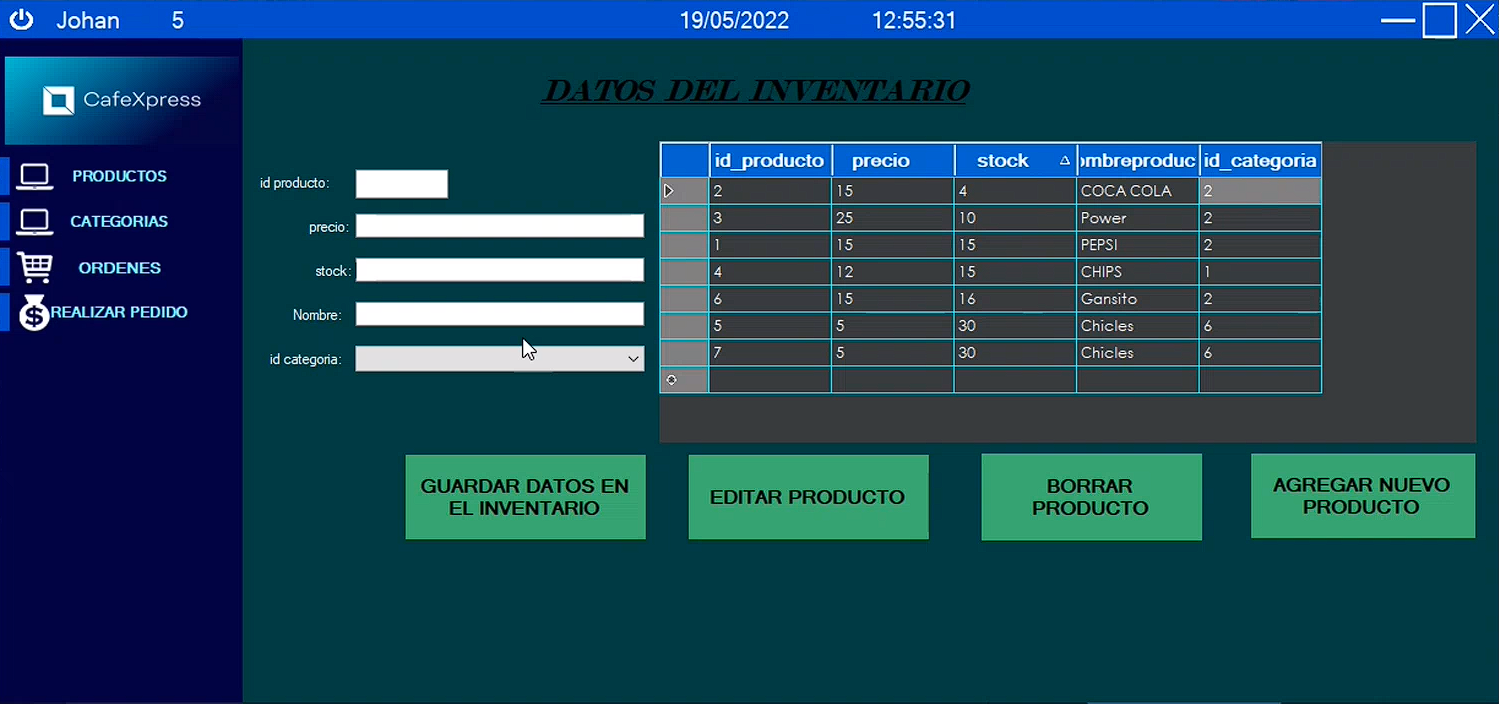 Johan 5 19/05/2022 12:55:31
CafeXpress
PRODUCTOS
CATEGORIAS
ORDENES
REALIZAR PEDIDO
DATOS DEL INVENTARIO
id producto:
precio:
stock:
Nombre:
id categoria:
id_producto precio stock ombreproduc id_categoria
2 15 4 COCA COLA 2
3 25 10 Power 2
1 15 15 PEPSI 2
4 12 15 CHIPS 1
6 15 16 Gansito 2
5 5 30 Chicles 6
7 5 30 Chicles 6
GUARDAR DATOS EN
EL INVENTARIO
EDITAR PRODUCTO
BORRAR
PRODUCTO
AGREGAR NUEVO
PRODUCTO